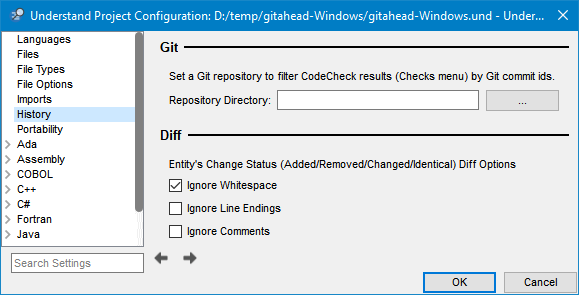 Understand Project Configuration: D:/temp/gitahead-Windows/gitahead-Windows.und - Under...
Languages
Files
File Types
File Options
Imports
History
Portability
Ada
Assembly
COBOL
C++
C#
Fortran
Java
Search Settings
Git
Set a Git repository to filter CodeCheck results (Checks menu) by Git commit ids.
Repository Directory:
...
Diff
Entity's Change Status (Added/Removed/Changed/Identical) Diff Options
Ignore Whitespace
Ignore Line Endings
Ignore Comments
OK Cancel